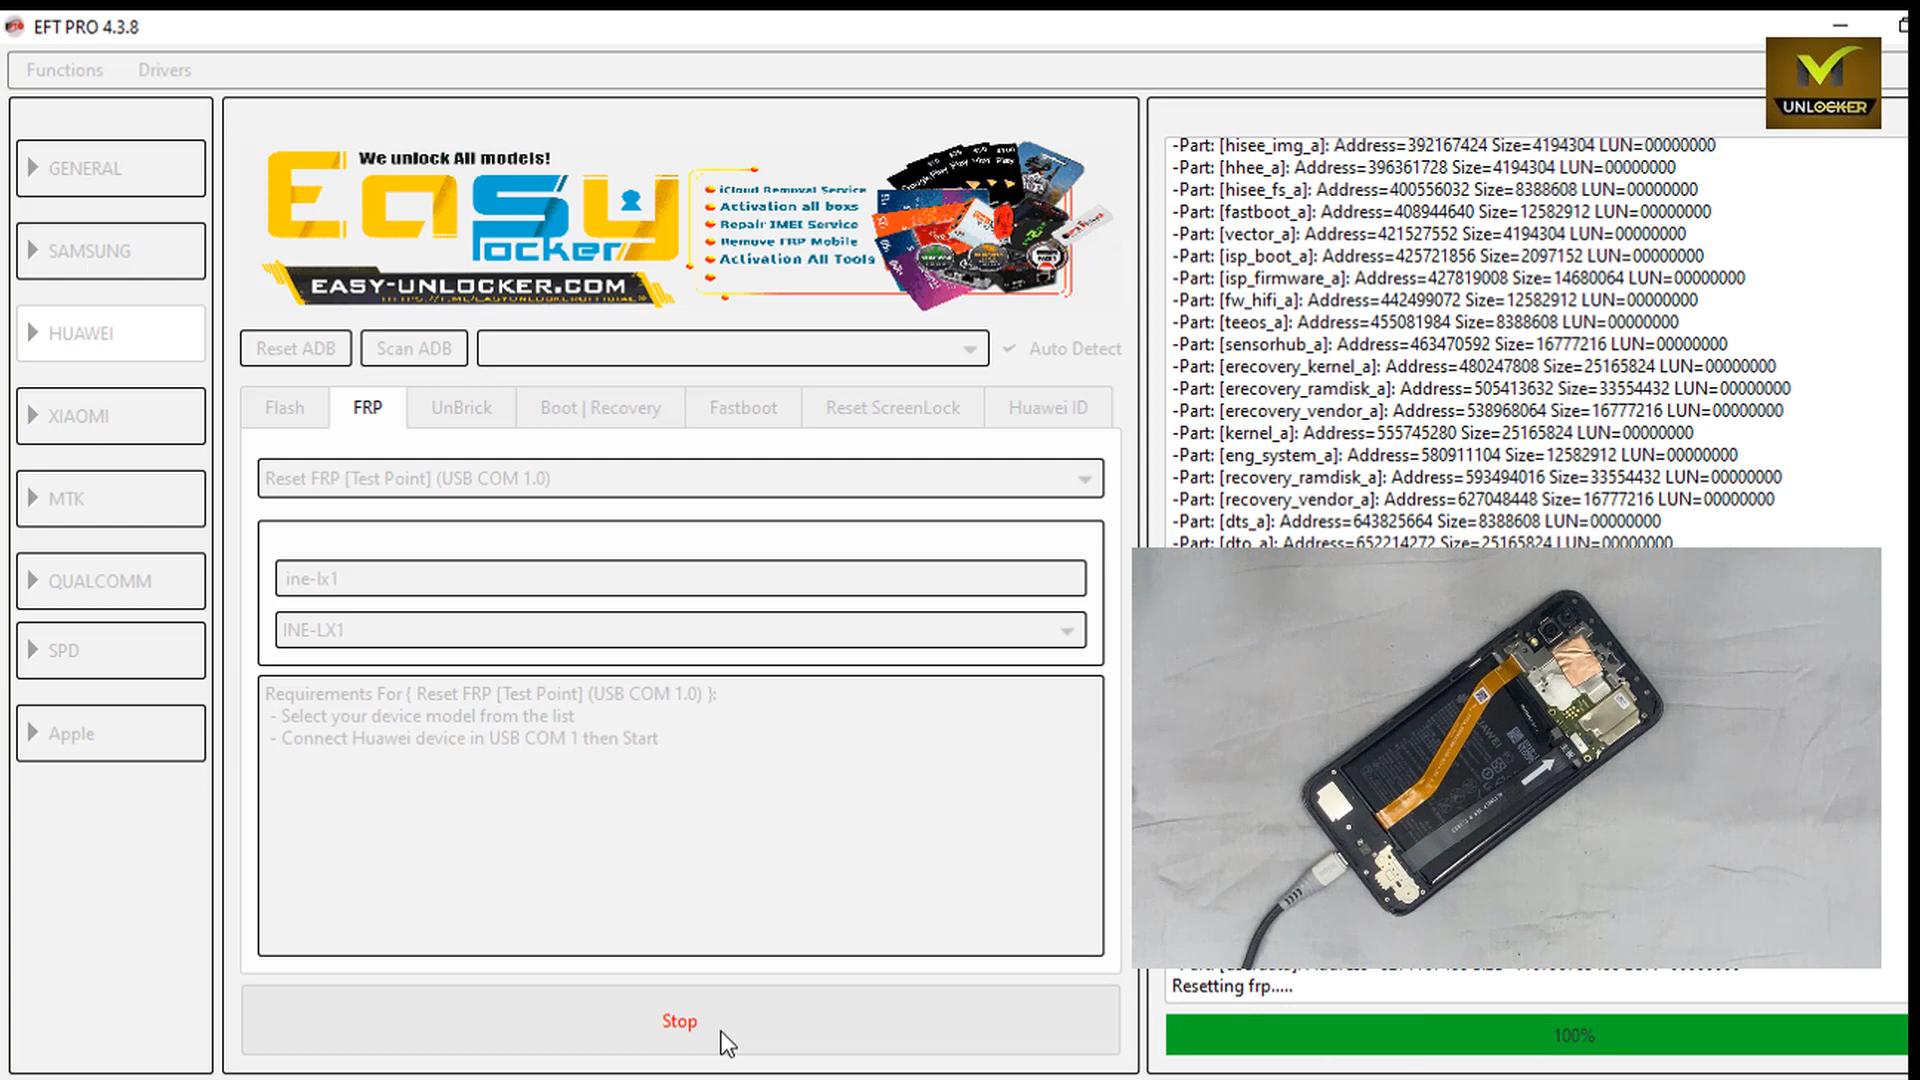 EFT PRO 4.3.8
Functions Drivers
UNLOCKER
GENERAL
SAMSUNG
HUAWEI
XIAOMI
MTK
QUALCOMM
SPD
Apple
We unlock All models!
Easy
locker
EASY-UNLOCKER.COM
iCloud Removal Service
Activation all boxs
Repair IMEI Service
Remove FRP Mobile
Activation All Tools
Reset ADB Scan ADB Auto Detect
Flash FRP UnBrick Boot | Recovery Fastboot Reset ScreenLock Huawei ID
Reset FRP [Test Point] (USB COM 1.0)
ine-lx1
INE-LX1
Requirements For { Reset FRP [Test Point] (USB COM 1.0) }:
- Select your device model from the list
- Connect Huawei device in USB COM 1 then Start
Stop
-Part: [hisee_img_a]: Address=392167424 Size=4194304 LUN=00000000
-Part: [hhee_a]: Address=396361728 Size=4194304 LUN=00000000
-Part: [hisee_fs_a]: Address=400556032 Size=8388608 LUN=00000000
-Part: [fastboot_a]: Address=408944640 Size=12582912 LUN=00000000
-Part: [vector_a]: Address=421527552 Size=4194304 LUN=00000000
-Part: [isp_boot_a]: Address=425721856 Size=2097152 LUN=00000000
-Part: [isp_firmware_a]: Address=427819008 Size=14680064 LUN=00000000
-Part: [fw_hifi_a]: Address=442499072 Size=12582912 LUN=00000000
-Part: [teeos_a]: Address=455081984 Size=8388608 LUN=00000000
-Part: [sensorhub_a]: Address=463470592 Size=16777216 LUN=00000000
-Part: [erecovery_kernel_a]: Address=480247808 Size=25165824 LUN=00000000
-Part: [erecovery_ramdisk_a]: Address=505413632 Size=33554432 LUN=00000000
-Part: [erecovery_vendor_a]: Address=538968064 Size=16777216 LUN=00000000
-Part: [kernel_a]: Address=555745280 Size=25165824 LUN=00000000
-Part: [eng_system_a]: Address=580911104 Size=12582912 LUN=00000000
-Part: [recovery_ramdisk_a]: Address=593494016 Size=33554432 LUN=00000000
-Part: [recovery_vendor_a]: Address=627048448 Size=16777216 LUN=00000000
-Part: [dts_a]: Address=643825664 Size=8388608 LUN=00000000
-Part: [dto_a]: Address=652214272 Size=25165824 LUN=00000000
HUAWEI
Resetting frp.....
100%